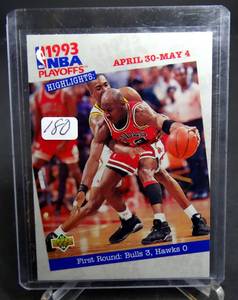 1993
NBA
PLAYOFFS
HIGHLIGHTS:
APRIL 30-MAY 4
180
First Round: Bulls 3, Hawks 0